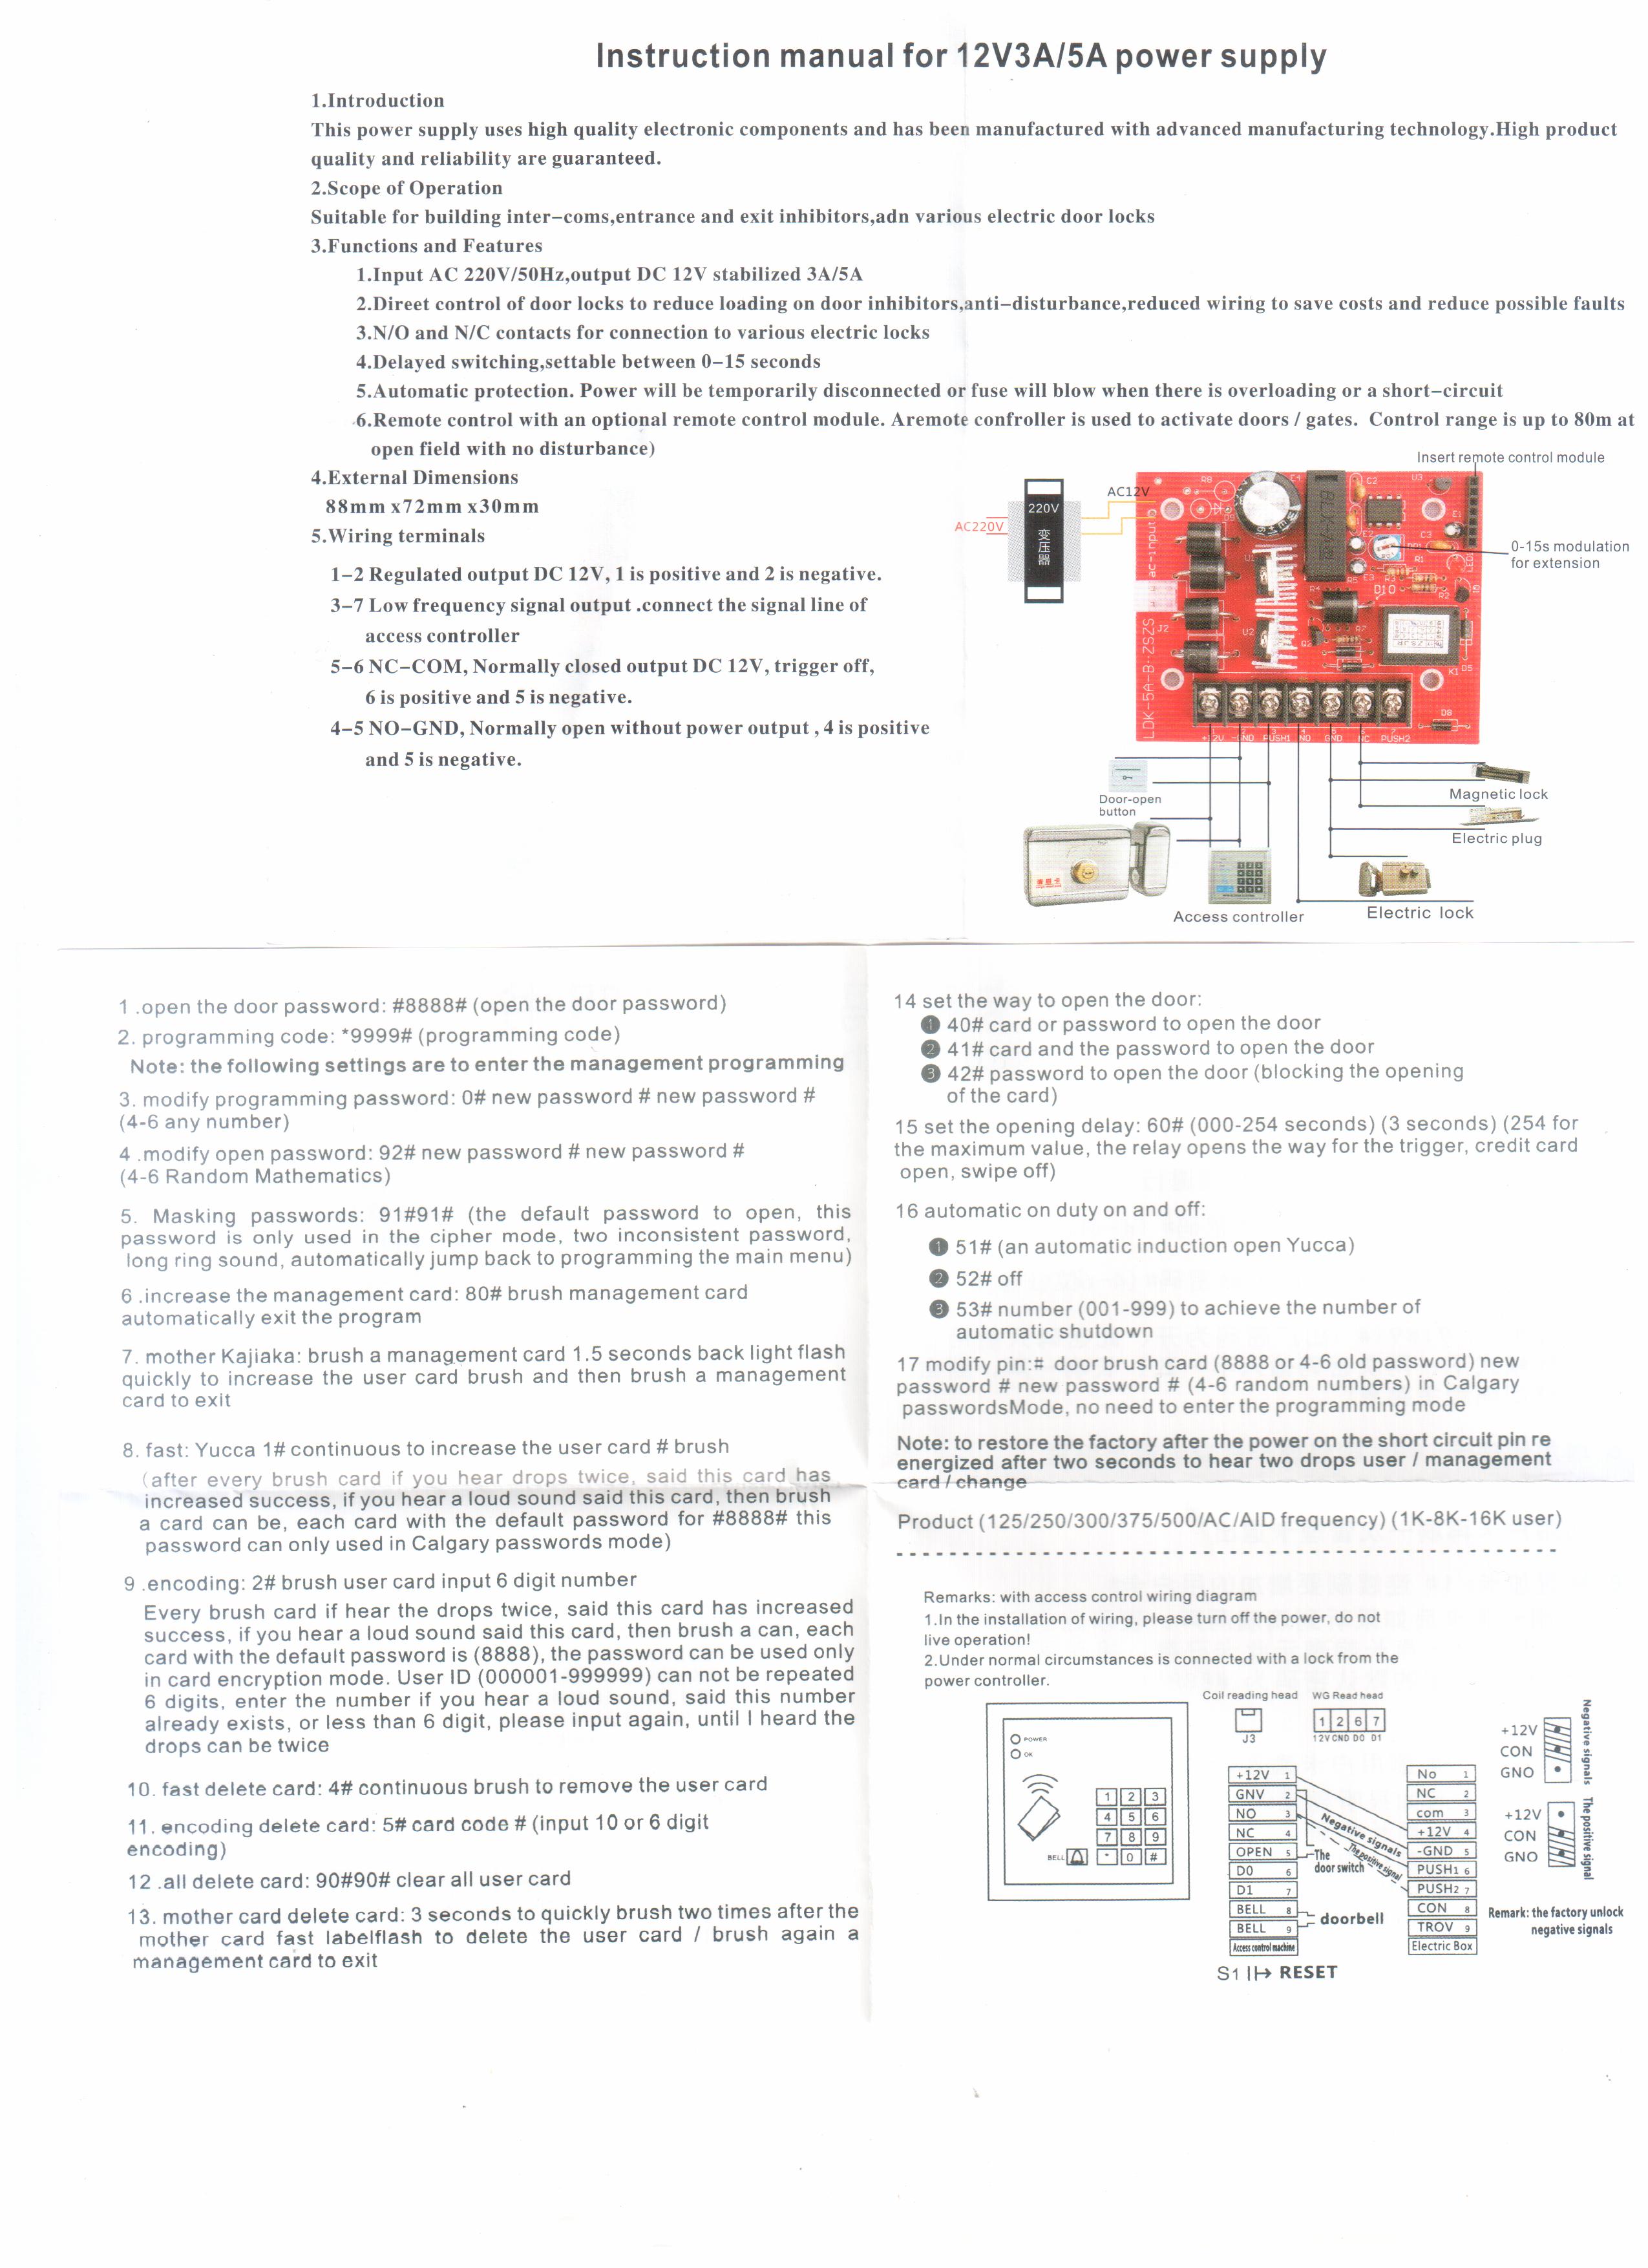 Instruction manual for 12V3A/5A power supply
1.Introduction
This power supply uses high quality electronic components and has been manufactured with advanced manufacturing technology.High product
quality and reliability are guaranteed.
2.Scope of Operation
Suitable for building inter–coms,entrance and exit inhibitors,adn various electric door locks
3.Functions and Features
1.Input AC 220V/50Hz,output DC 12V stabilized 3A/5A
2.Direet control of door locks to reduce loading on door inhibitors,anti–disturbance,reduced wiring to save costs and reduce possible faults
3.N/O and N/C contacts for connection to various electric locks
4.Delayed switching,settable between 0–15 seconds
5.Automatic protection. Power will be temporarily disconnected or fuse will blow when there is overloading or a short–circuit
6.Remote control with an optional remote control module. Aremote confroller is used to activate doors / gates. Control range is up to 80m at
open field with no disturbance)
4.External Dimensions
88mm x72mm x30mm
5.Wiring terminals
1–2 Regulated output DC 12V, 1 is positive and 2 is negative.
3–7 Low frequency signal output .connect the signal line of
access controller
5–6 NC–COM, Normally closed output DC 12V, trigger off,
6 is positive and 5 is negative.
4–5 NO–GND, Normally open without power output , 4 is positive
and 5 is negative.
Insert remote control module
AC12V
220V
AC220V
变压器
0-15s modulation
for extension
ac-input
BLX-A
J2
U2
LDK-5A-B:ZSZS
+12V -GND PUSH1 NO GND NC PUSH2
Door-open
button
Magnetic lock
Electric plug
Access controller
Electric lock
1 .open the door password: #8888# (open the door password)
2. programming code: *9999# (programming code)
Note: the following settings are to enter the management programming
3. modify programming password: 0# new password # new password #
(4-6 any number)
4 .modify open password: 92# new password # new password #
(4-6 Random Mathematics)
5. Masking passwords: 91#91# (the default password to open, this
password is only used in the cipher mode, two inconsistent password,
long ring sound, automatically jump back to programming the main menu)
6 .increase the management card: 80# brush management card
automatically exit the program
7. mother Kajiaka: brush a management card 1.5 seconds back light flash
quickly to increase the user card brush and then brush a management
card to exit
8. fast: Yucca 1# continuous to increase the user card # brush
(after every brush card if you hear drops twice, said this card has
increased success, if you hear a loud sound said this card, then brush
a card can be, each card with the default password for #8888# this
password can only used in Calgary passwords mode)
9 .encoding: 2# brush user card input 6 digit number
Every brush card if hear the drops twice, said this card has increased
success, if you hear a loud sound said this card, then brush a can, each
card with the default password is (8888), the password can be used only
in card encryption mode. User ID (000001-999999) can not be repeated
6 digits, enter the number if you hear a loud sound, said this number
already exists, or less than 6 digit, please input again, until I heard the
drops can be twice
10. fast delete card: 4# continuous brush to remove the user card
11. encoding delete card: 5# card code # (input 10 or 6 digit
encoding)
12 .all delete card: 90#90# clear all user card
13. mother card delete card: 3 seconds to quickly brush two times after the
mother card fast labelflash to delete the user card / brush again a
management card to exit
14 set the way to open the door:
❶ 40# card or password to open the door
❷ 41# card and the password to open the door
❸ 42# password to open the door (blocking the opening
of the card)
15 set the opening delay: 60# (000-254 seconds) (3 seconds) (254 for
the maximum value, the relay opens the way for the trigger, credit card
open, swipe off)
16 automatic on duty on and off:
❶ 51# (an automatic induction open Yucca)
❷ 52# off
❸ 53# number (001-999) to achieve the number of
automatic shutdown
17 modify pin:# door brush card (8888 or 4-6 old password) new
password # new password # (4-6 random numbers) in Calgary
passwordsMode, no need to enter the programming mode
Note: to restore the factory after the power on the short circuit pin re
energized after two seconds to hear two drops user / management
card / change
Product (125/250/300/375/500/AC/AID frequency) (1K-8K-16K user)
Remarks: with access control wiring diagram
1.In the installation of wiring, please turn off the power, do not
live operation!
2.Under normal circumstances is connected with a lock from the
power controller.
Coil reading head
WG Read head
J3
1 2 6 7
12V GND D0 D1
POWER
OK
1 2 3
4 5 6
7 8 9
BELL * 0 #
+12V 1
GNV 2
NO 3
NC 4
OPEN 5
D0 6
D1 7
BELL 8
BELL 9
Access control machine
Negative signals
The positive signal
The
door switch
doorbell
No 1
NC 2
com 3
+12V 4
-GND 5
PUSH1 6
PUSH2 7
CON 8
TROV 9
Electric Box
+12V
CON
GNO
Negative signals
+12V
CON
GNO
The positive signal
Remark: the factory unlock
negative signals
S1 RESET